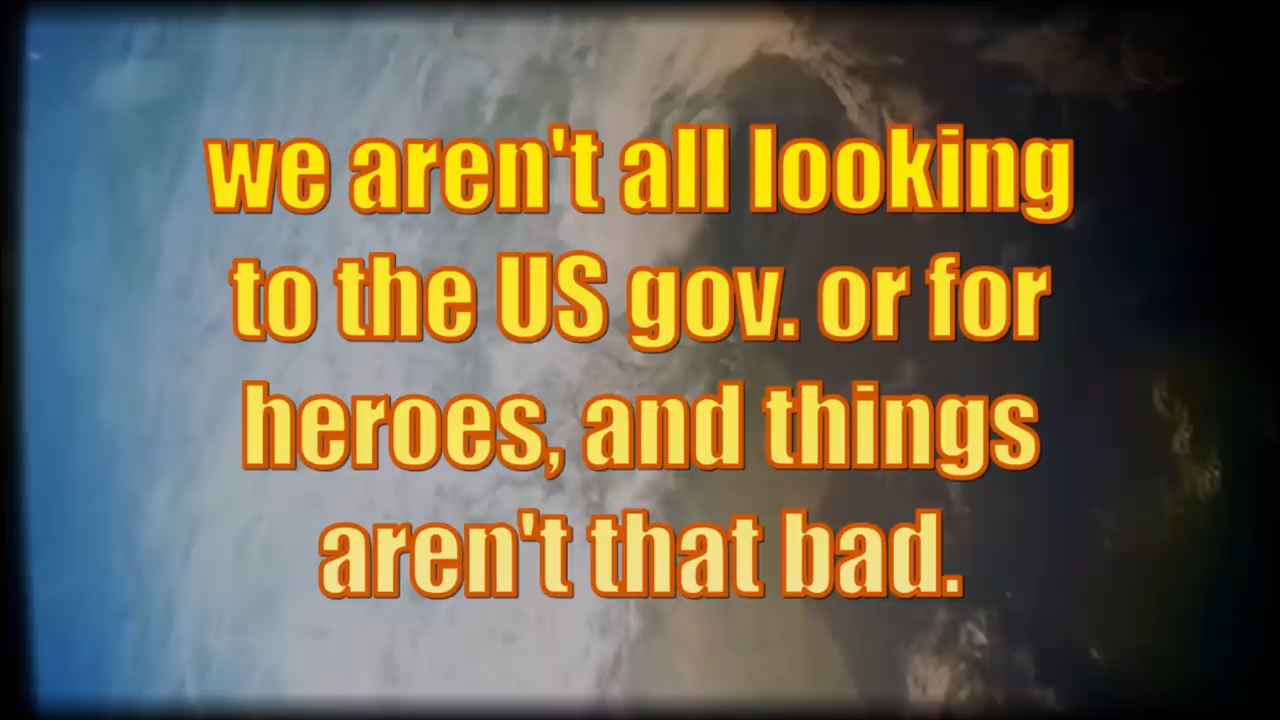 we aren't all looking
to the US gov. or for
heroes, and things
aren't that bad.